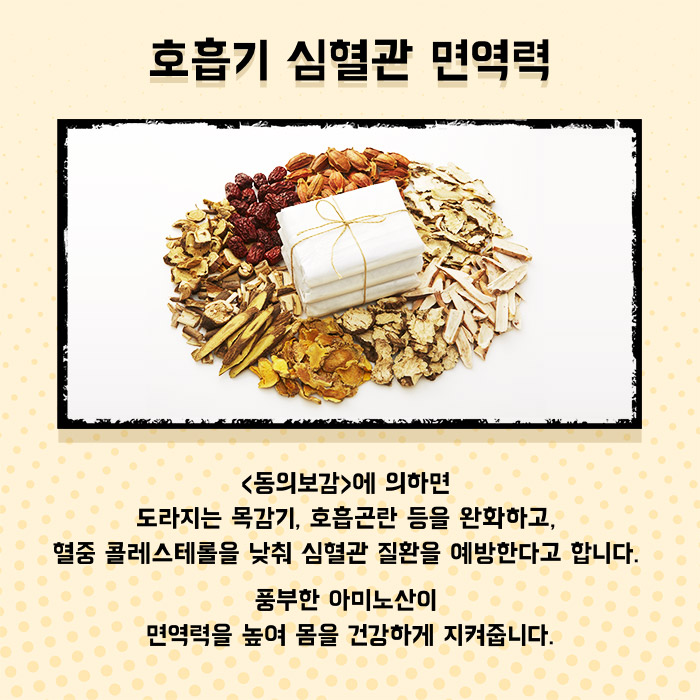 호흡기 심혈관 면역력
<동의보감>에 의하면
도라지는 목감기, 호흡곤란 등을 완화하고,
혈중 콜레스테롤을 낮춰 심혈관 질환을 예방한다고 합니다.
풍부한 아미노산이
면역력을 높여 몸을 건강하게 지켜줍니다.